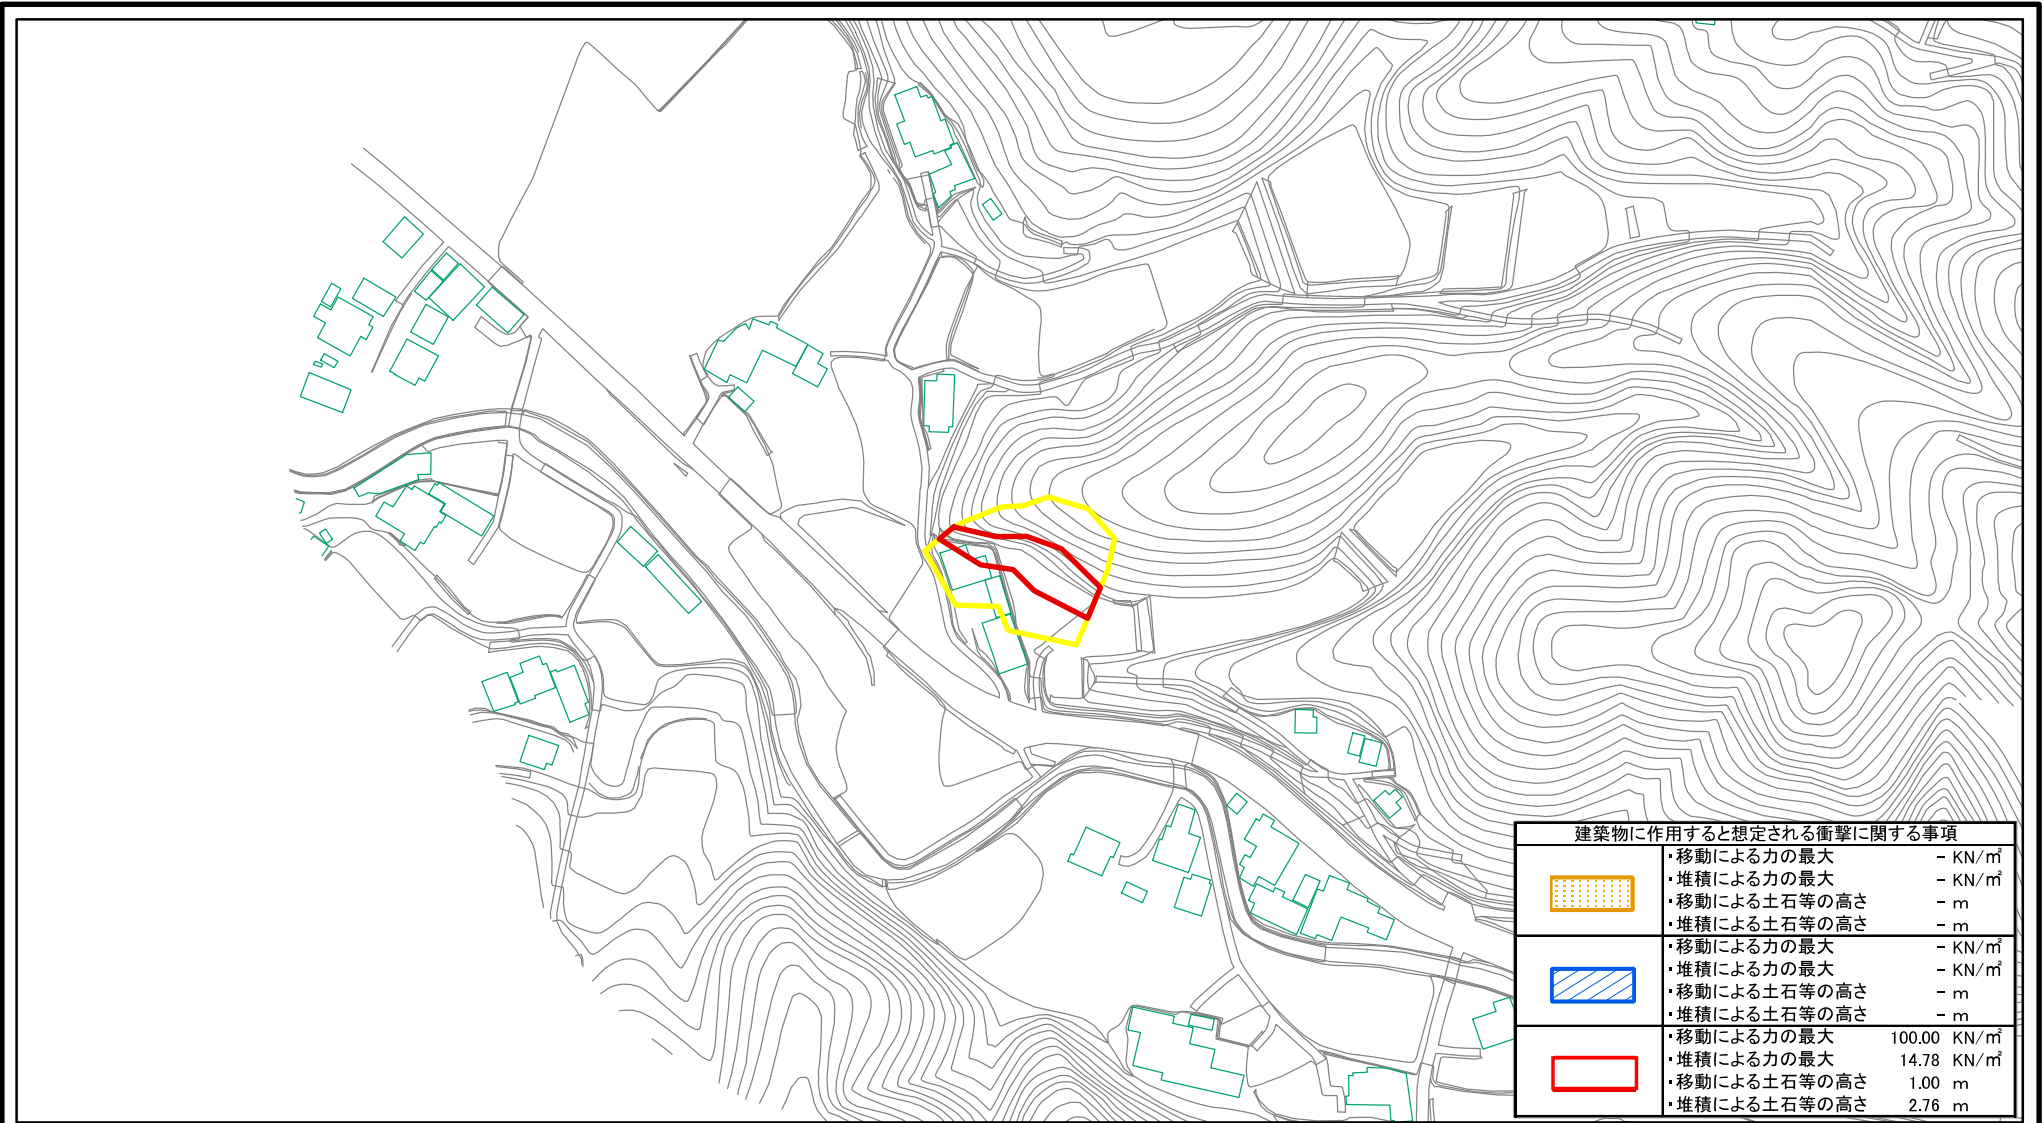 建築物に作用すると想定される衝撃に関する事項
・移動による力の最大 - KN/㎡
・堆積による力の最大 - KN/㎡
・移動による土石等の高さ - m
・堆積による土石等の高さ - m
・移動による力の最大 - KN/㎡
・堆積による力の最大 - KN/㎡
・移動による土石等の高さ - m
・堆積による土石等の高さ - m
・移動による力の最大 100.00 KN/㎡
・堆積による力の最大 14.78 KN/㎡
・移動による土石等の高さ 1.00 m
・堆積による土石等の高さ 2.76 m